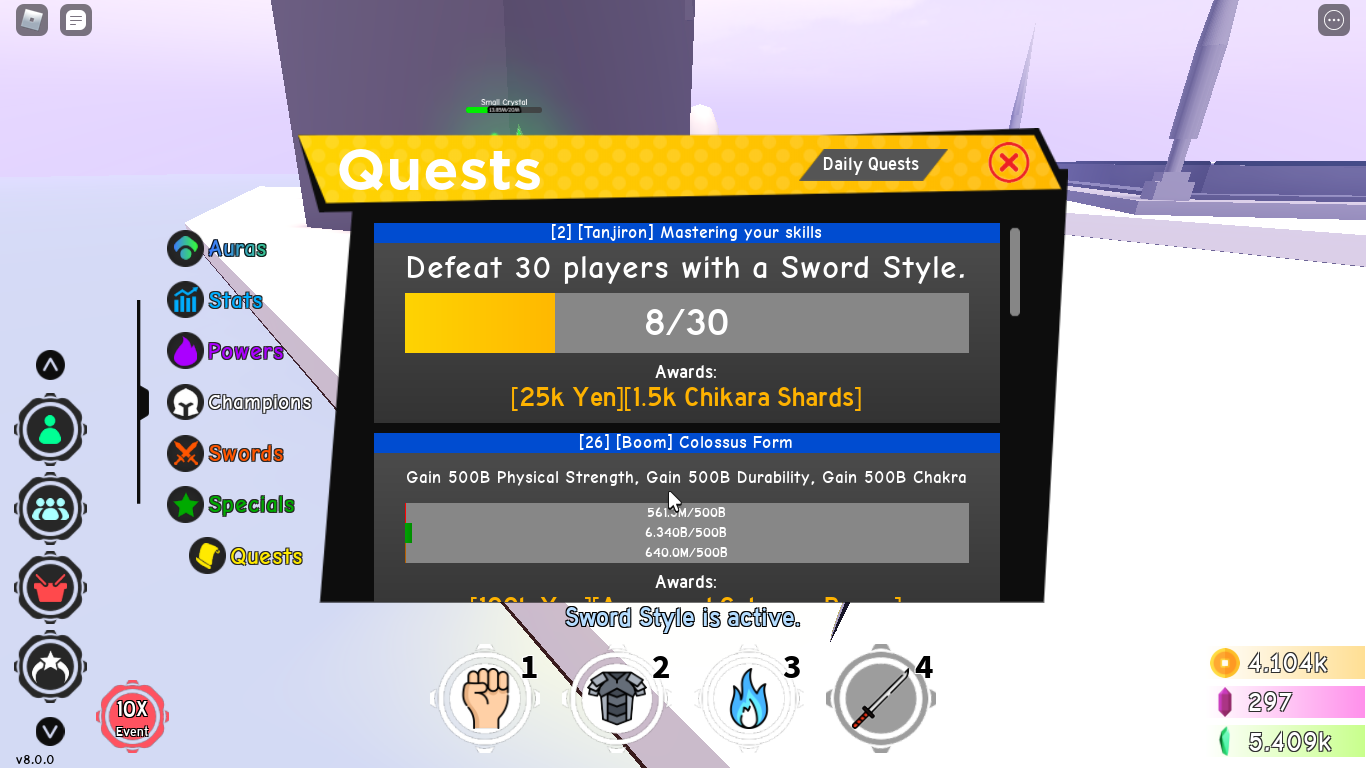 Small Crystal
Quests
Daily Quests
[2] [Tanjiron] Mastering your skills
Defeat 30 players with a Sword Style.
8/30
Awards:
[25k Yen][1.5k Chikara Shards]
[26] [Boom] Colossus Form
Gain 500B Physical Strength, Gain 500B Durability, Gain 500B Chakra
6.340B/500B
640.0M/500B
Awards:
Auras
Stats
Powers
Champions
Swords
Specials
Quests
10X
Event
v8.0.0
Sword Style is active.
1
2
3
4
4.104k
297
5.409k